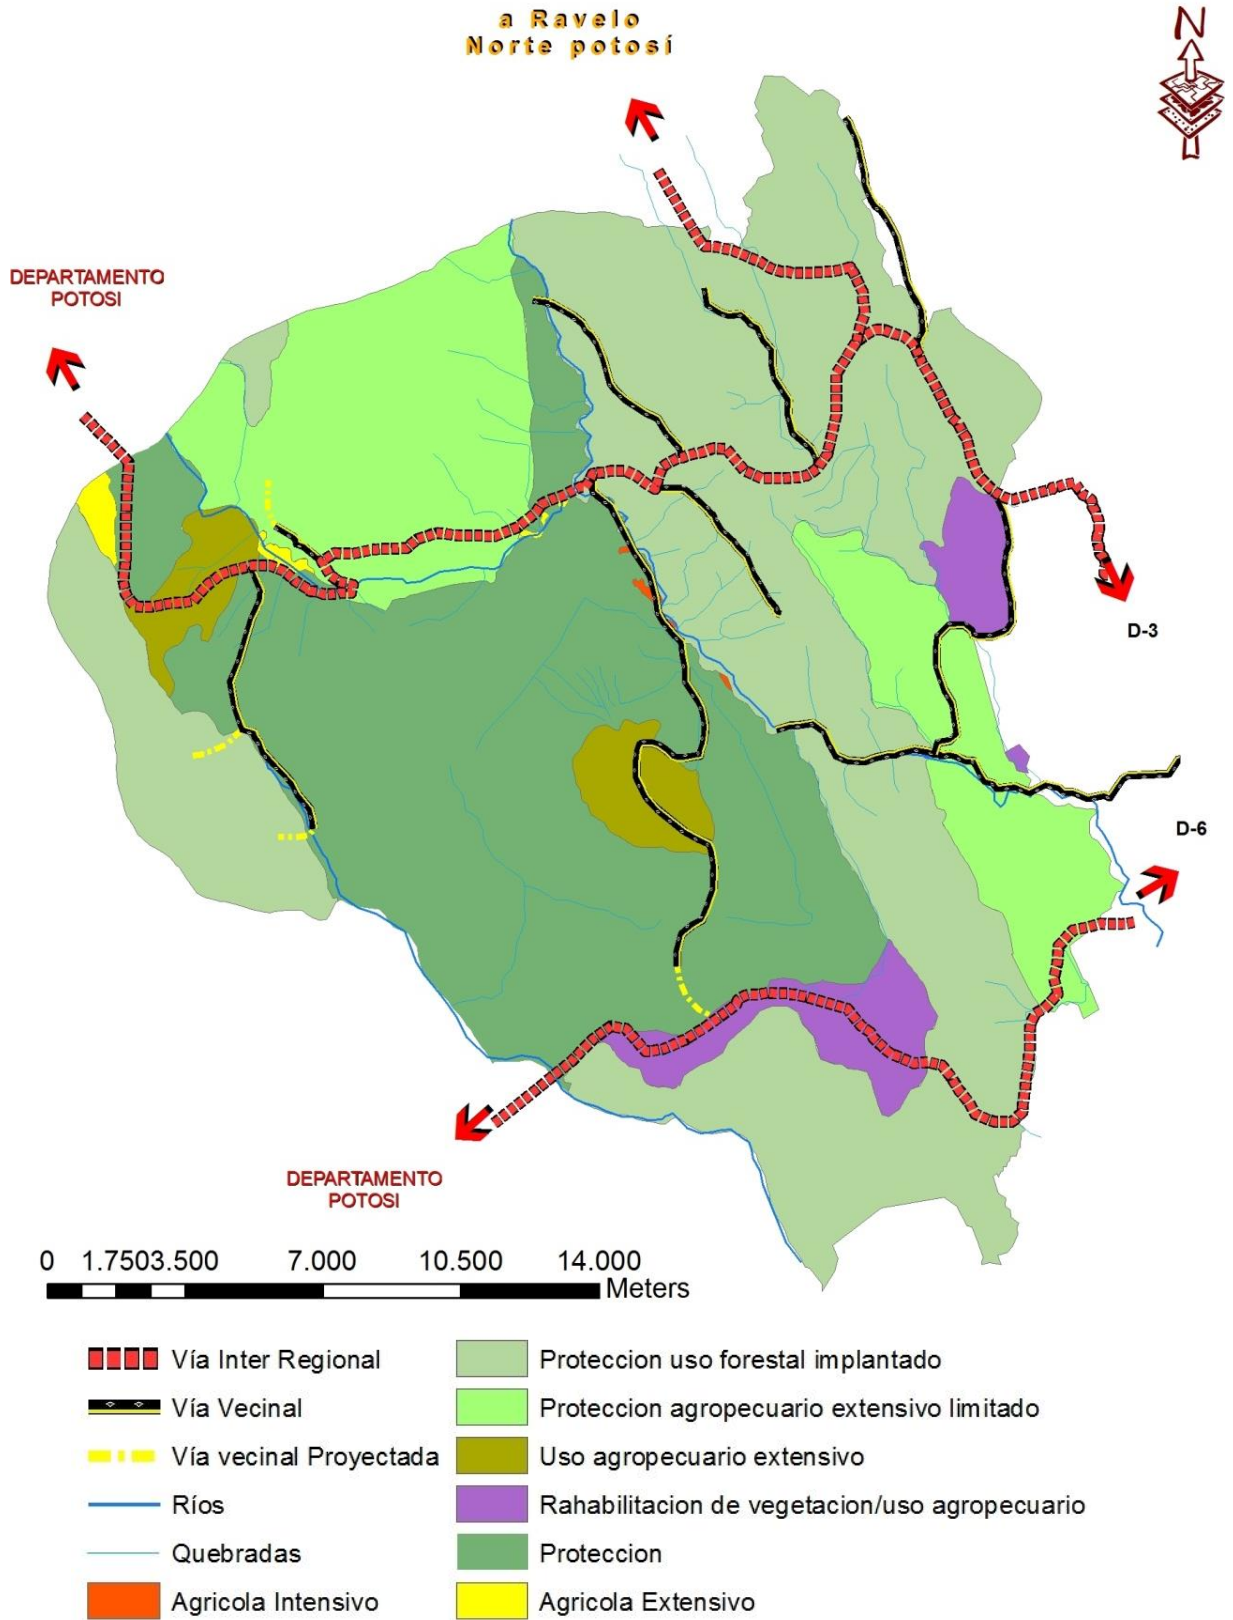 a Ravelo
Norte potosí
N
DEPARTAMENTO
POTOSI
D-3
D-6
DEPARTAMENTO
POTOSI
0 1.7503.500 7.000 10.500 14.000
Meters
Vía Inter Regional
Vía Vecinal
Vía vecinal Proyectada
Ríos
Quebradas
Agricola Intensivo
Proteccion uso forestal implantado
Proteccion agropecuario extensivo limitado
Uso agropecuario extensivo
Rahabilitacion de vegetacion/uso agropecuario
Proteccion
Agricola Extensivo